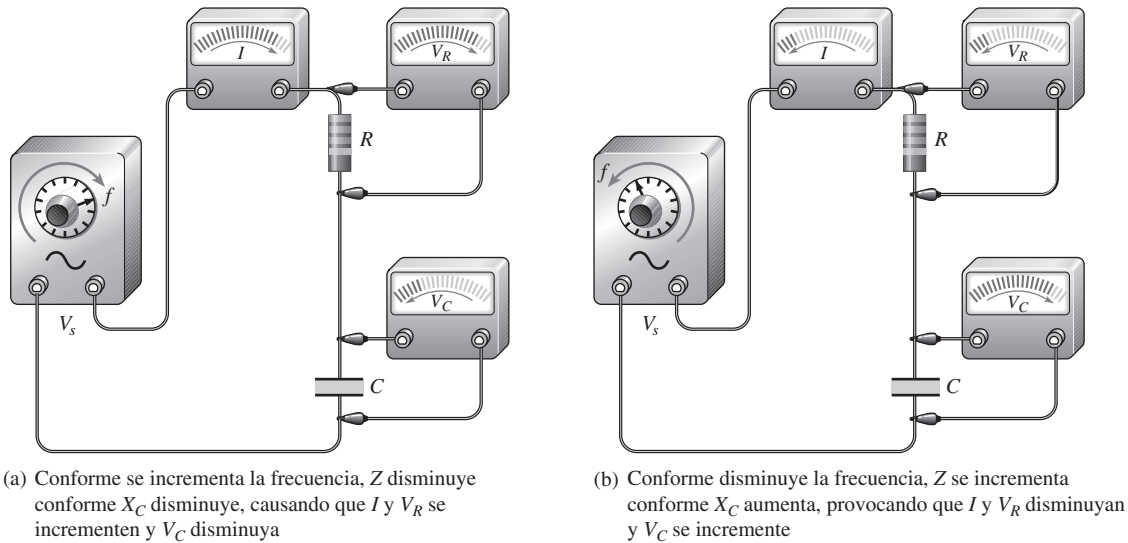 I
V_R
R
f
V_s
V_C
C
(a) Conforme se incrementa la frecuencia, Z disminuye
conforme X_C disminuye, causando que I y V_R se
incrementen y V_C disminuya
I
V_R
R
f
V_s
V_C
C
(b) Conforme disminuye la frecuencia, Z se incrementa
conforme X_C aumenta, provocando que I y V_R disminuyan
y V_C se incremente